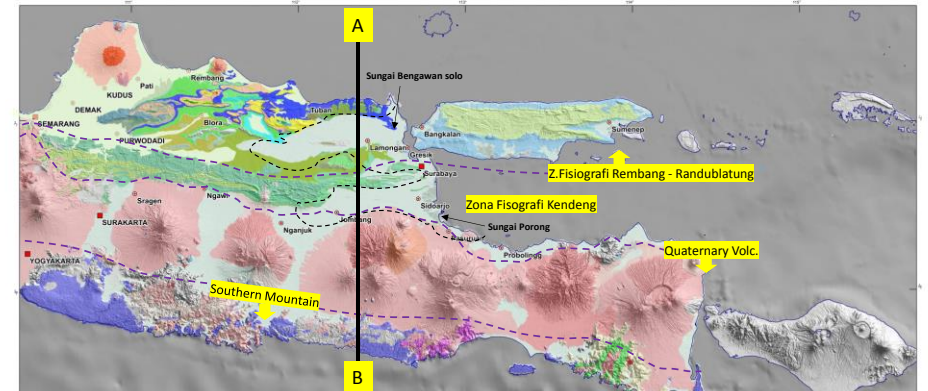 A
Sungai Bengawan solo
Rembang
Pati
KUDUS
Tuban
DEMAK
Blora
SEMARANG
PURWODADI
Bangkalan
Sumenep
Lamongan
Gresik
Surabaya
Z.Fisiografi Rembang - Randublatung
Ngawi
Sragen
Sidoarjo
Zona Fisografi Kendeng
SURAKARTA
Jombang
Nganjuk
Sungai Porong
Probolingg
Quaternary Volc.
YOGYAKARTA
Southern Mountain
B